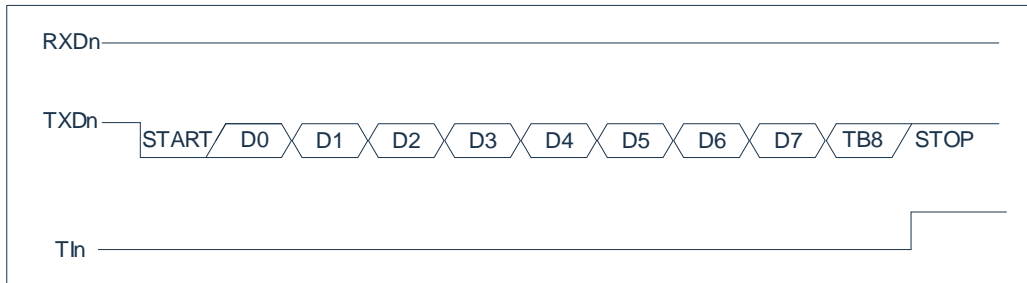 RXDn
TXDn
START D0 D1 D2 D3 D4 D5 D6 D7 TB8 STOP
TIn